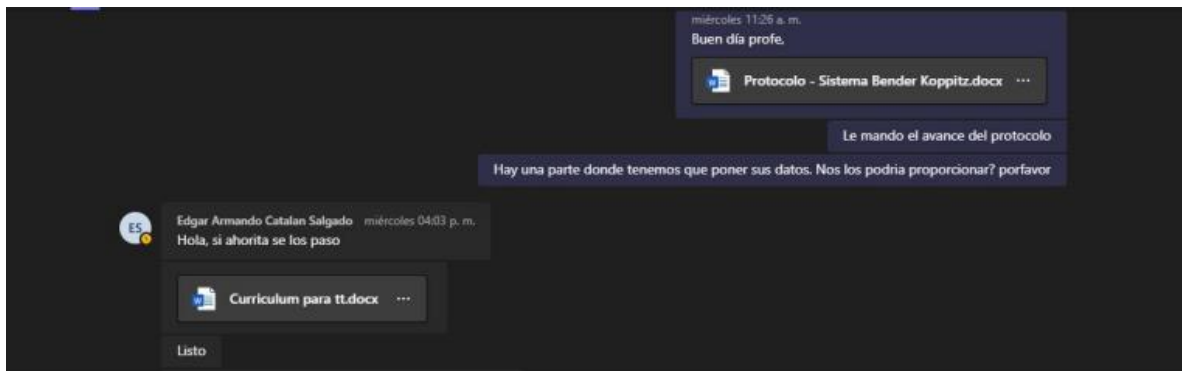 miércoles 11:26 a. m.
Buen día profe,
Protocolo - Sistema Bender Koppitz.docx ...
Le mando el avance del protocolo
Hay una parte donde tenemos que poner sus datos. Nos los podria proporcionar? porfavor
ES
Edgar Armando Catalan Salgado miércoles 04:03 p. m.
Hola, si ahorita se los paso
Curriculum para tt.docx ...
Listo